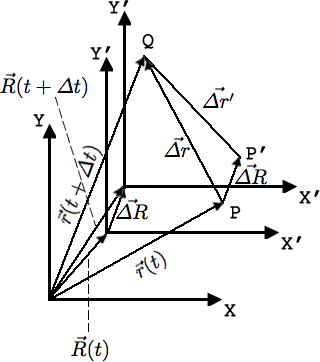 Y'
Y' Q
R⃗(t + Δt)
Δr⃗'
Y
Δr⃗
P'
r⃗(t + Δt)
ΔR⃗
X'
ΔR⃗ P
X'
r⃗(t)
X
R⃗(t)